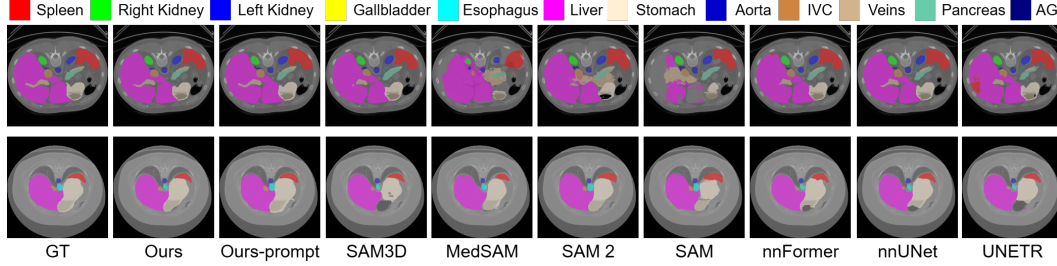 Spleen Right Kidney Left Kidney Gallbladder Esophagus Liver Stomach Aorta IVC Veins Pancreas AG
GT Ours Ours-prompt SAM3D MedSAM SAM 2 SAM nnFormer nnUNet UNETR